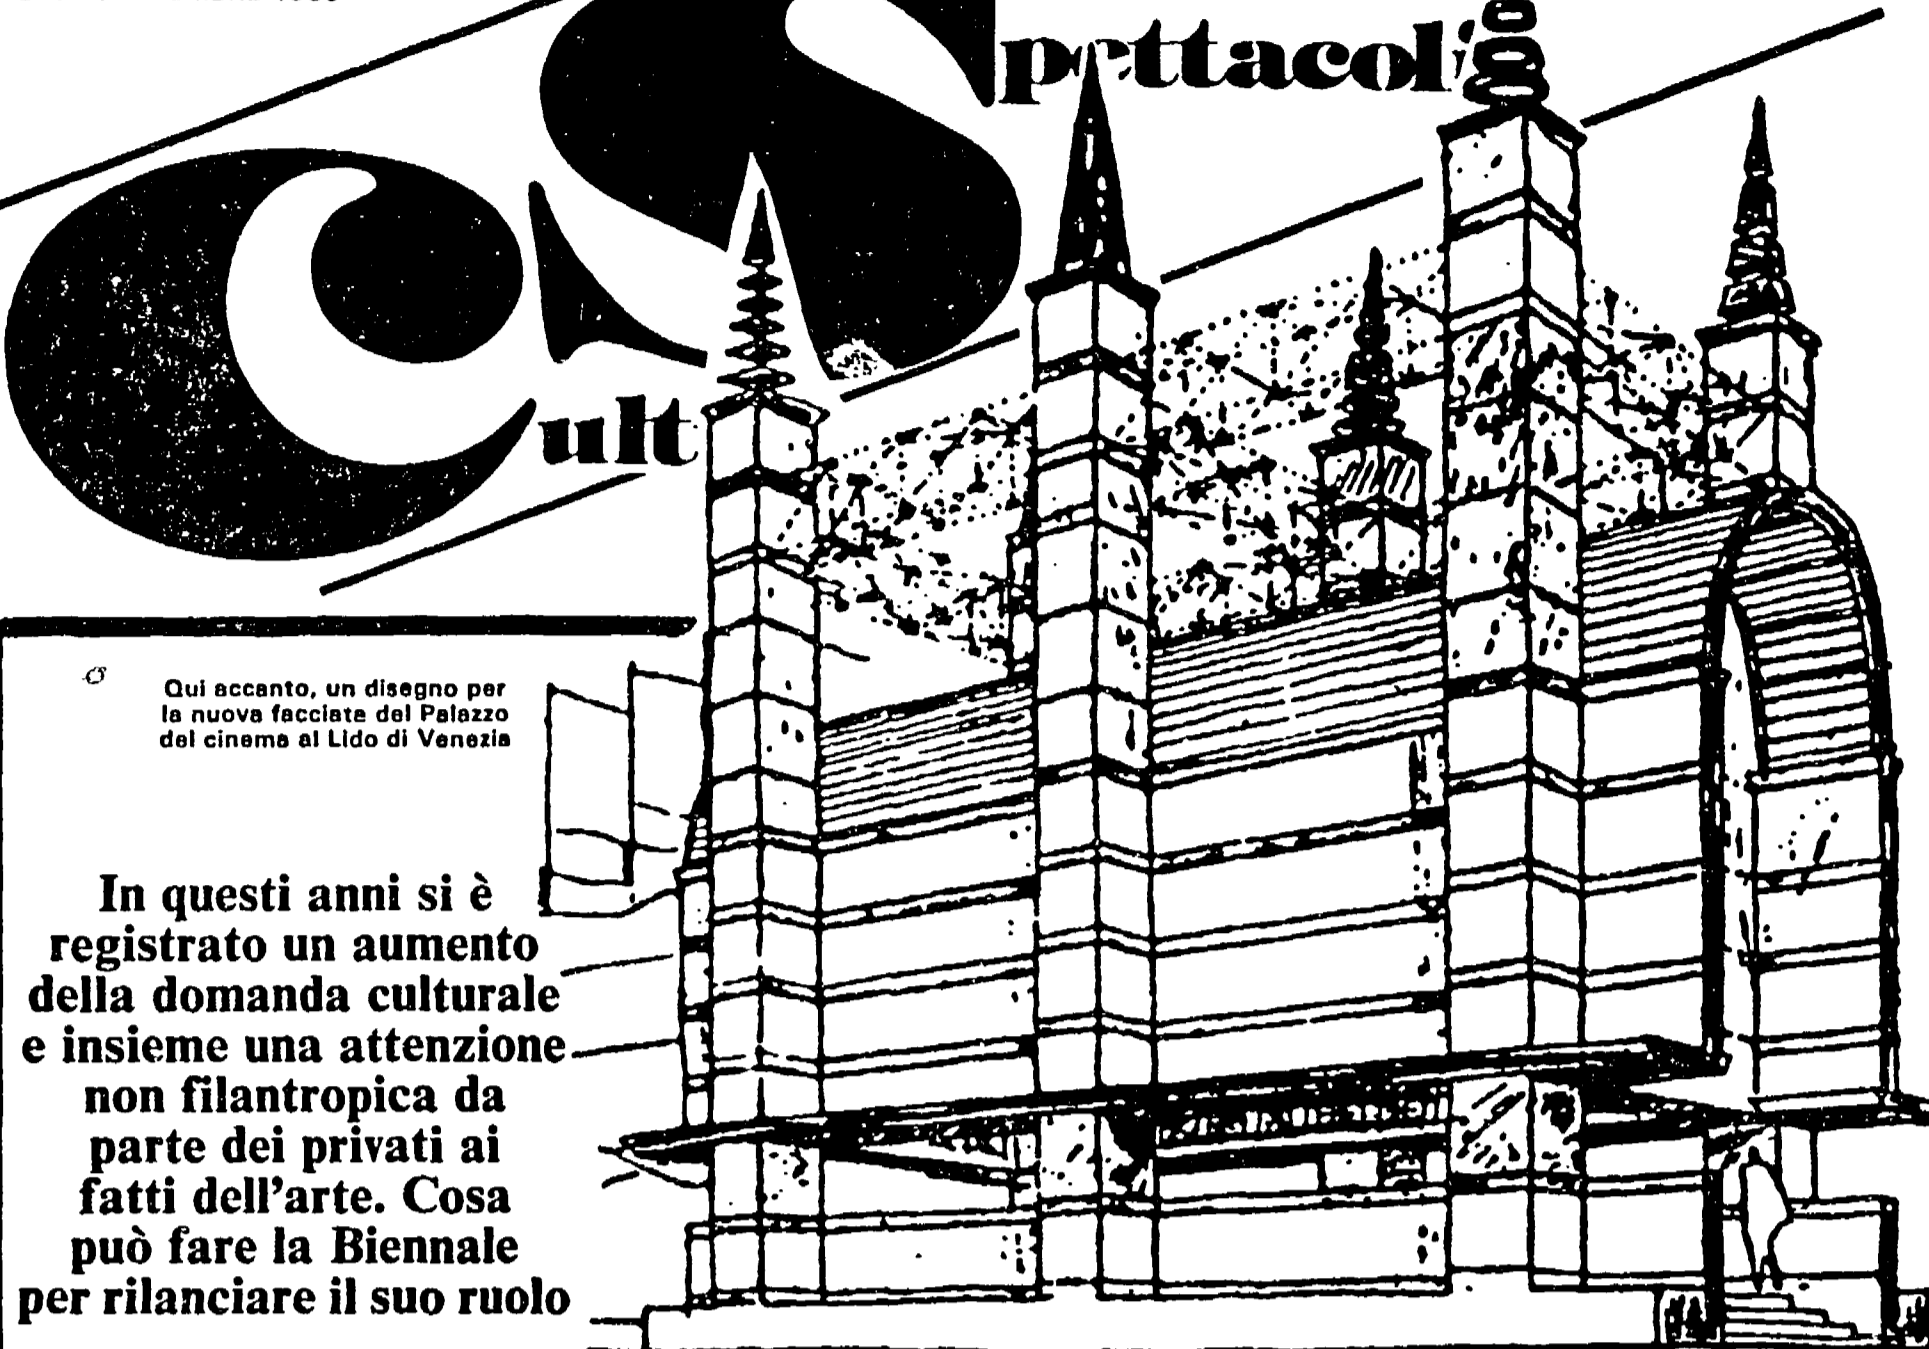 Spettacoli
Cult
Qui accanto, un disegno per
la nuova facciata del Palazzo
del cinema al Lido di Venezia
In questi anni si è
registrato un aumento
della domanda culturale
e insieme una attenzione
non filantropica da
parte dei privati ai
fatti dell'arte. Cosa
può fare la Biennale
per rilanciare il suo ruolo